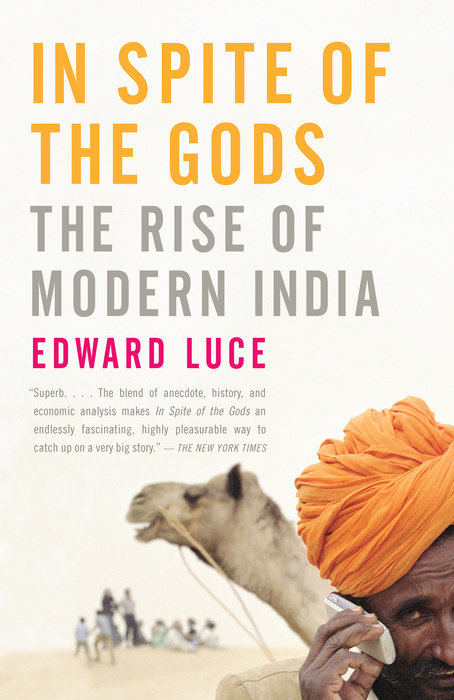 IN SPITE OF
THE GODS
THE RISE OF
MODERN INDIA
EDWARD LUCE
“Superb. . . . The blend of anecdote, history, and
economic analysis makes In Spite of the Gods an
endlessly fascinating, highly pleasurable way to
catch up on a very big story.” — THE NEW YORK TIMES